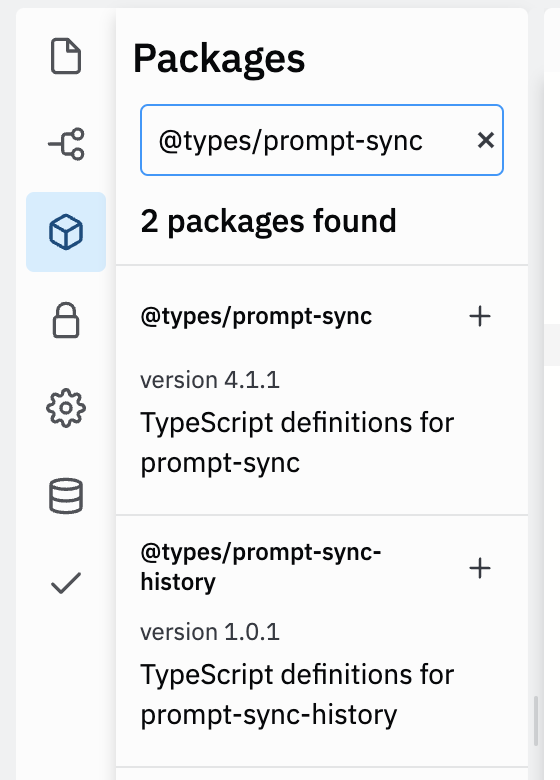 Packages
@types/prompt-sync
2 packages found
@types/prompt-sync
version 4.1.1
TypeScript definitions for
prompt-sync
@types/prompt-sync-
history
version 1.0.1
TypeScript definitions for
prompt-sync-history